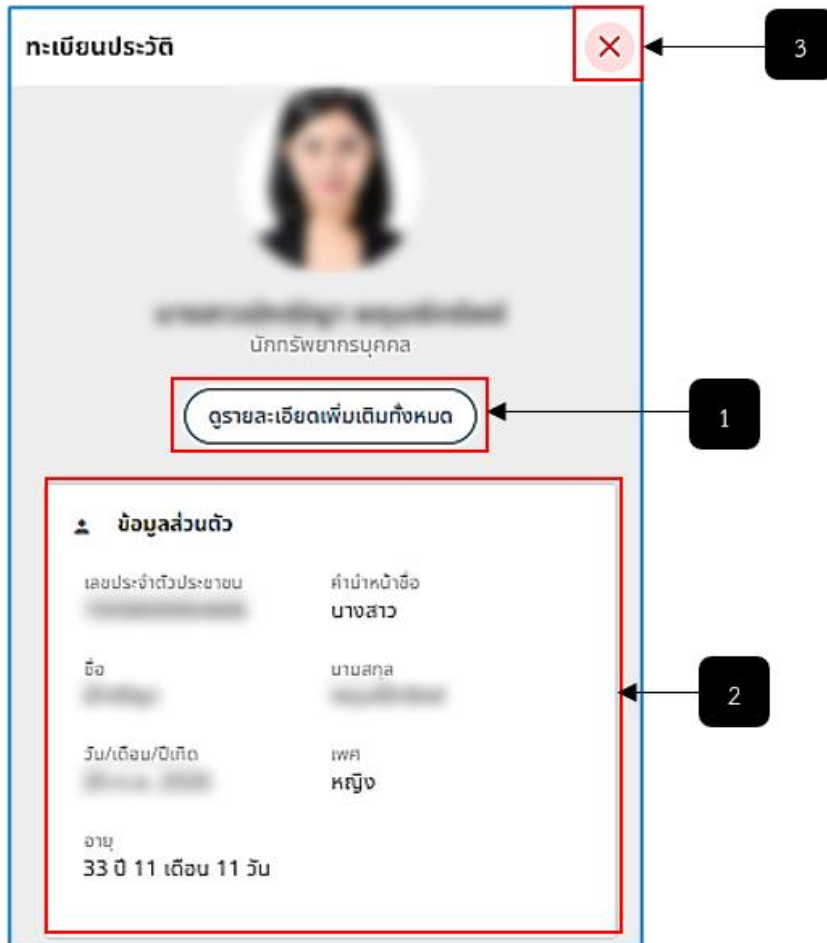 ทะเบียนประวัติ
3
นักทรัพยากรบุคคล
ดูรายละเอียดเพิ่มเติมทั้งหมด
1
ข้อมูลส่วนตัว
เลขประจำตัวประชาชน คำนำหน้าชื่อ
นางสาว
ชื่อ นามสกุล
2
วัน/เดือน/ปีเกิด เพศ
หญิง
อายุ
33 ปี 11 เดือน 11 วัน